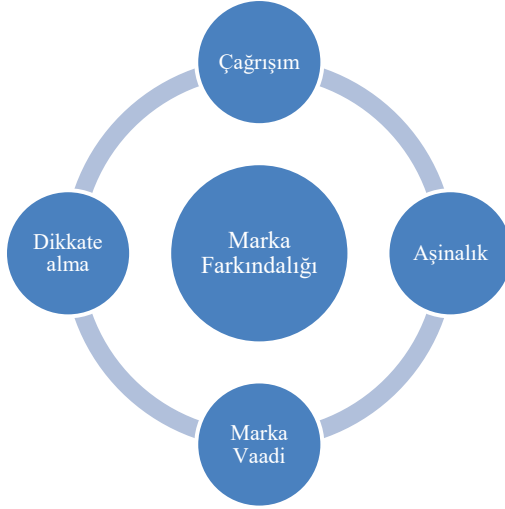 Çağrışım
Dikkate
alma
Marka
Farkındalığı
Aşinalık
Marka
Vaadi